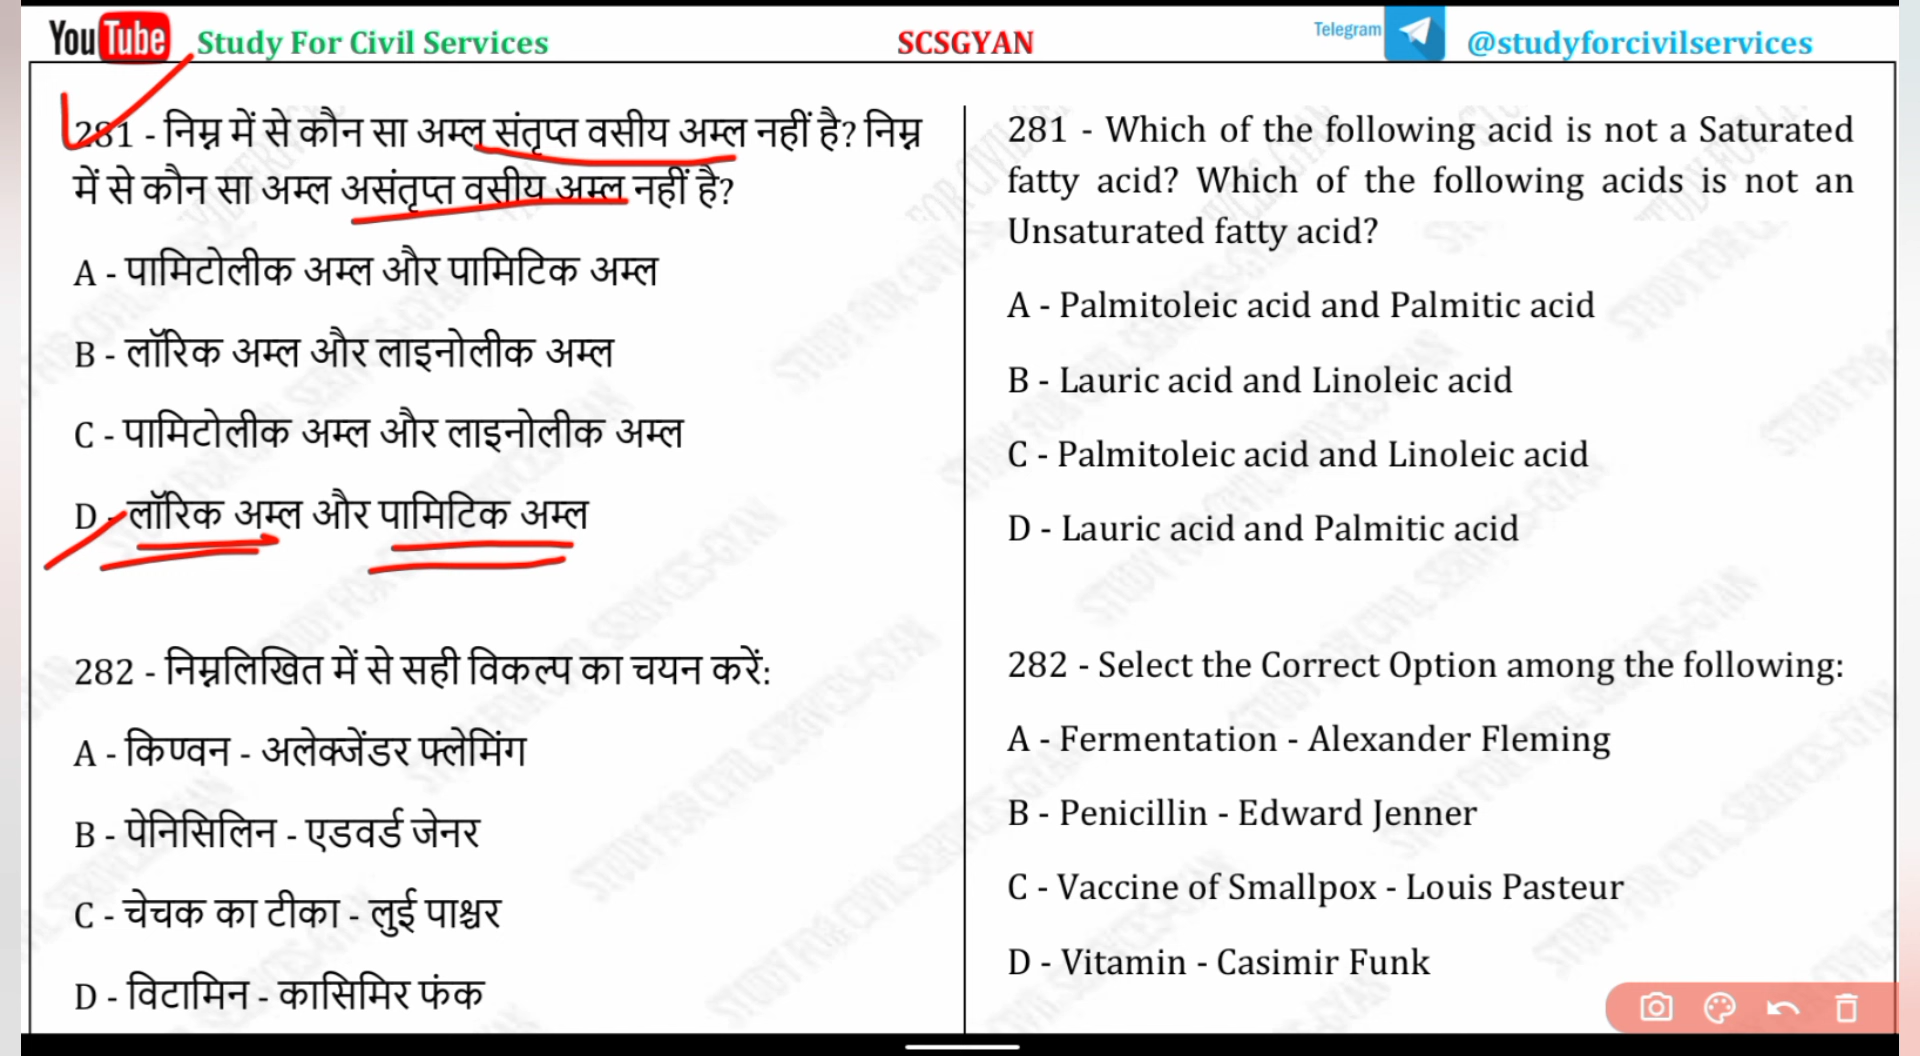 YouTube Study For Civil Services SCSGYAN Telegram @studyforcivilservices
281 - निम्न में से कौन सा अम्ल संतृप्त वसीय अम्ल नहीं है? निम्न
में से कौन सा अम्ल असंतृप्त वसीय अम्ल नहीं है?
A - पामिटोलीक अम्ल और पामिटिक अम्ल
B - लॉरिक अम्ल और लाइनोलीक अम्ल
C - पामिटोलीक अम्ल और लाइनोलीक अम्ल
D - लॉरिक अम्ल और पामिटिक अम्ल
282 - निम्नलिखित में से सही विकल्प का चयन करें:
A - किण्वन - अलेक्जेंडर फ्लेमिंग
B - पेनिसिलिन - एडवर्ड जेनर
C - चेचक का टीका - लुई पाश्चर
D - विटामिन - कासिमिर फंक
281 - Which of the following acid is not a Saturated
fatty acid? Which of the following acids is not an
Unsaturated fatty acid?
A - Palmitoleic acid and Palmitic acid
B - Lauric acid and Linoleic acid
C - Palmitoleic acid and Linoleic acid
D - Lauric acid and Palmitic acid
282 - Select the Correct Option among the following:
A - Fermentation - Alexander Fleming
B - Penicillin - Edward Jenner
C - Vaccine of Smallpox - Louis Pasteur
D - Vitamin - Casimir Funk